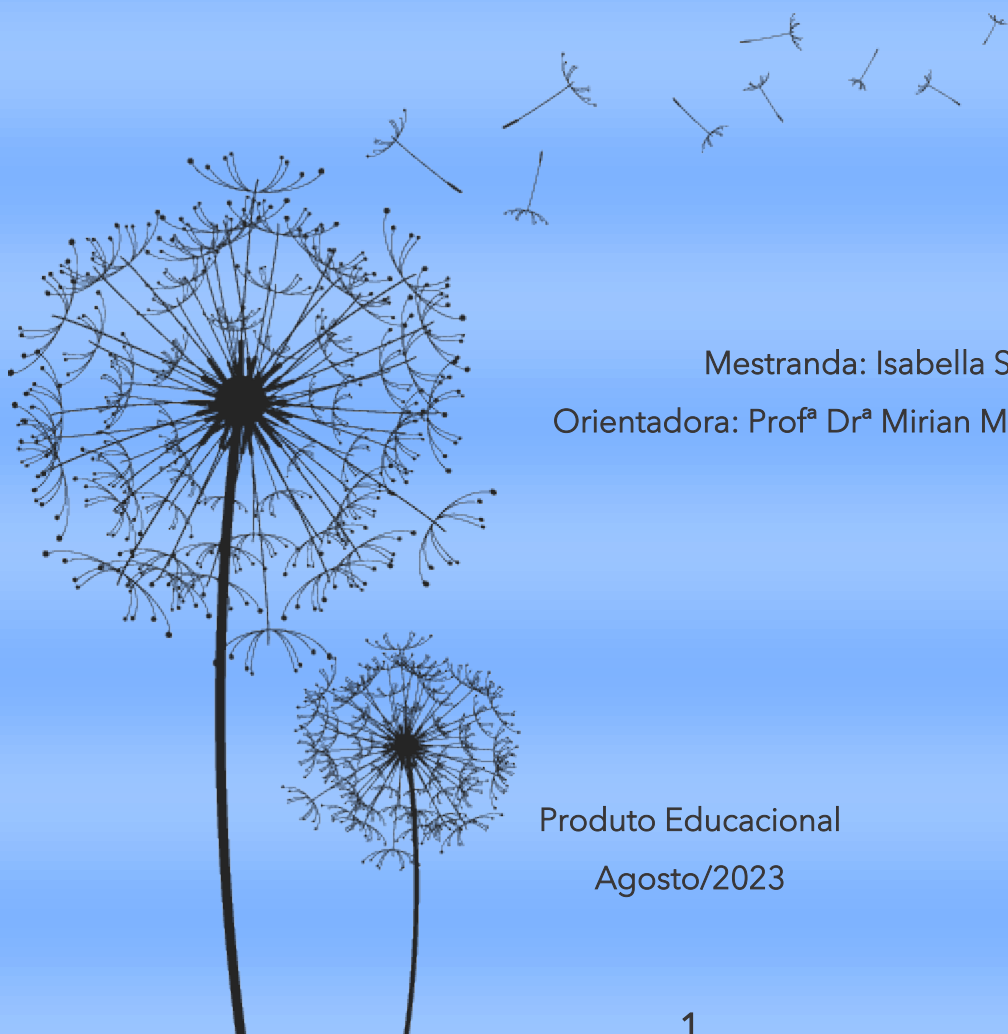 Mestranda: Isabella S
Orientadora: Profª Drª Mirian M
Produto Educacional
Agosto/2023
1